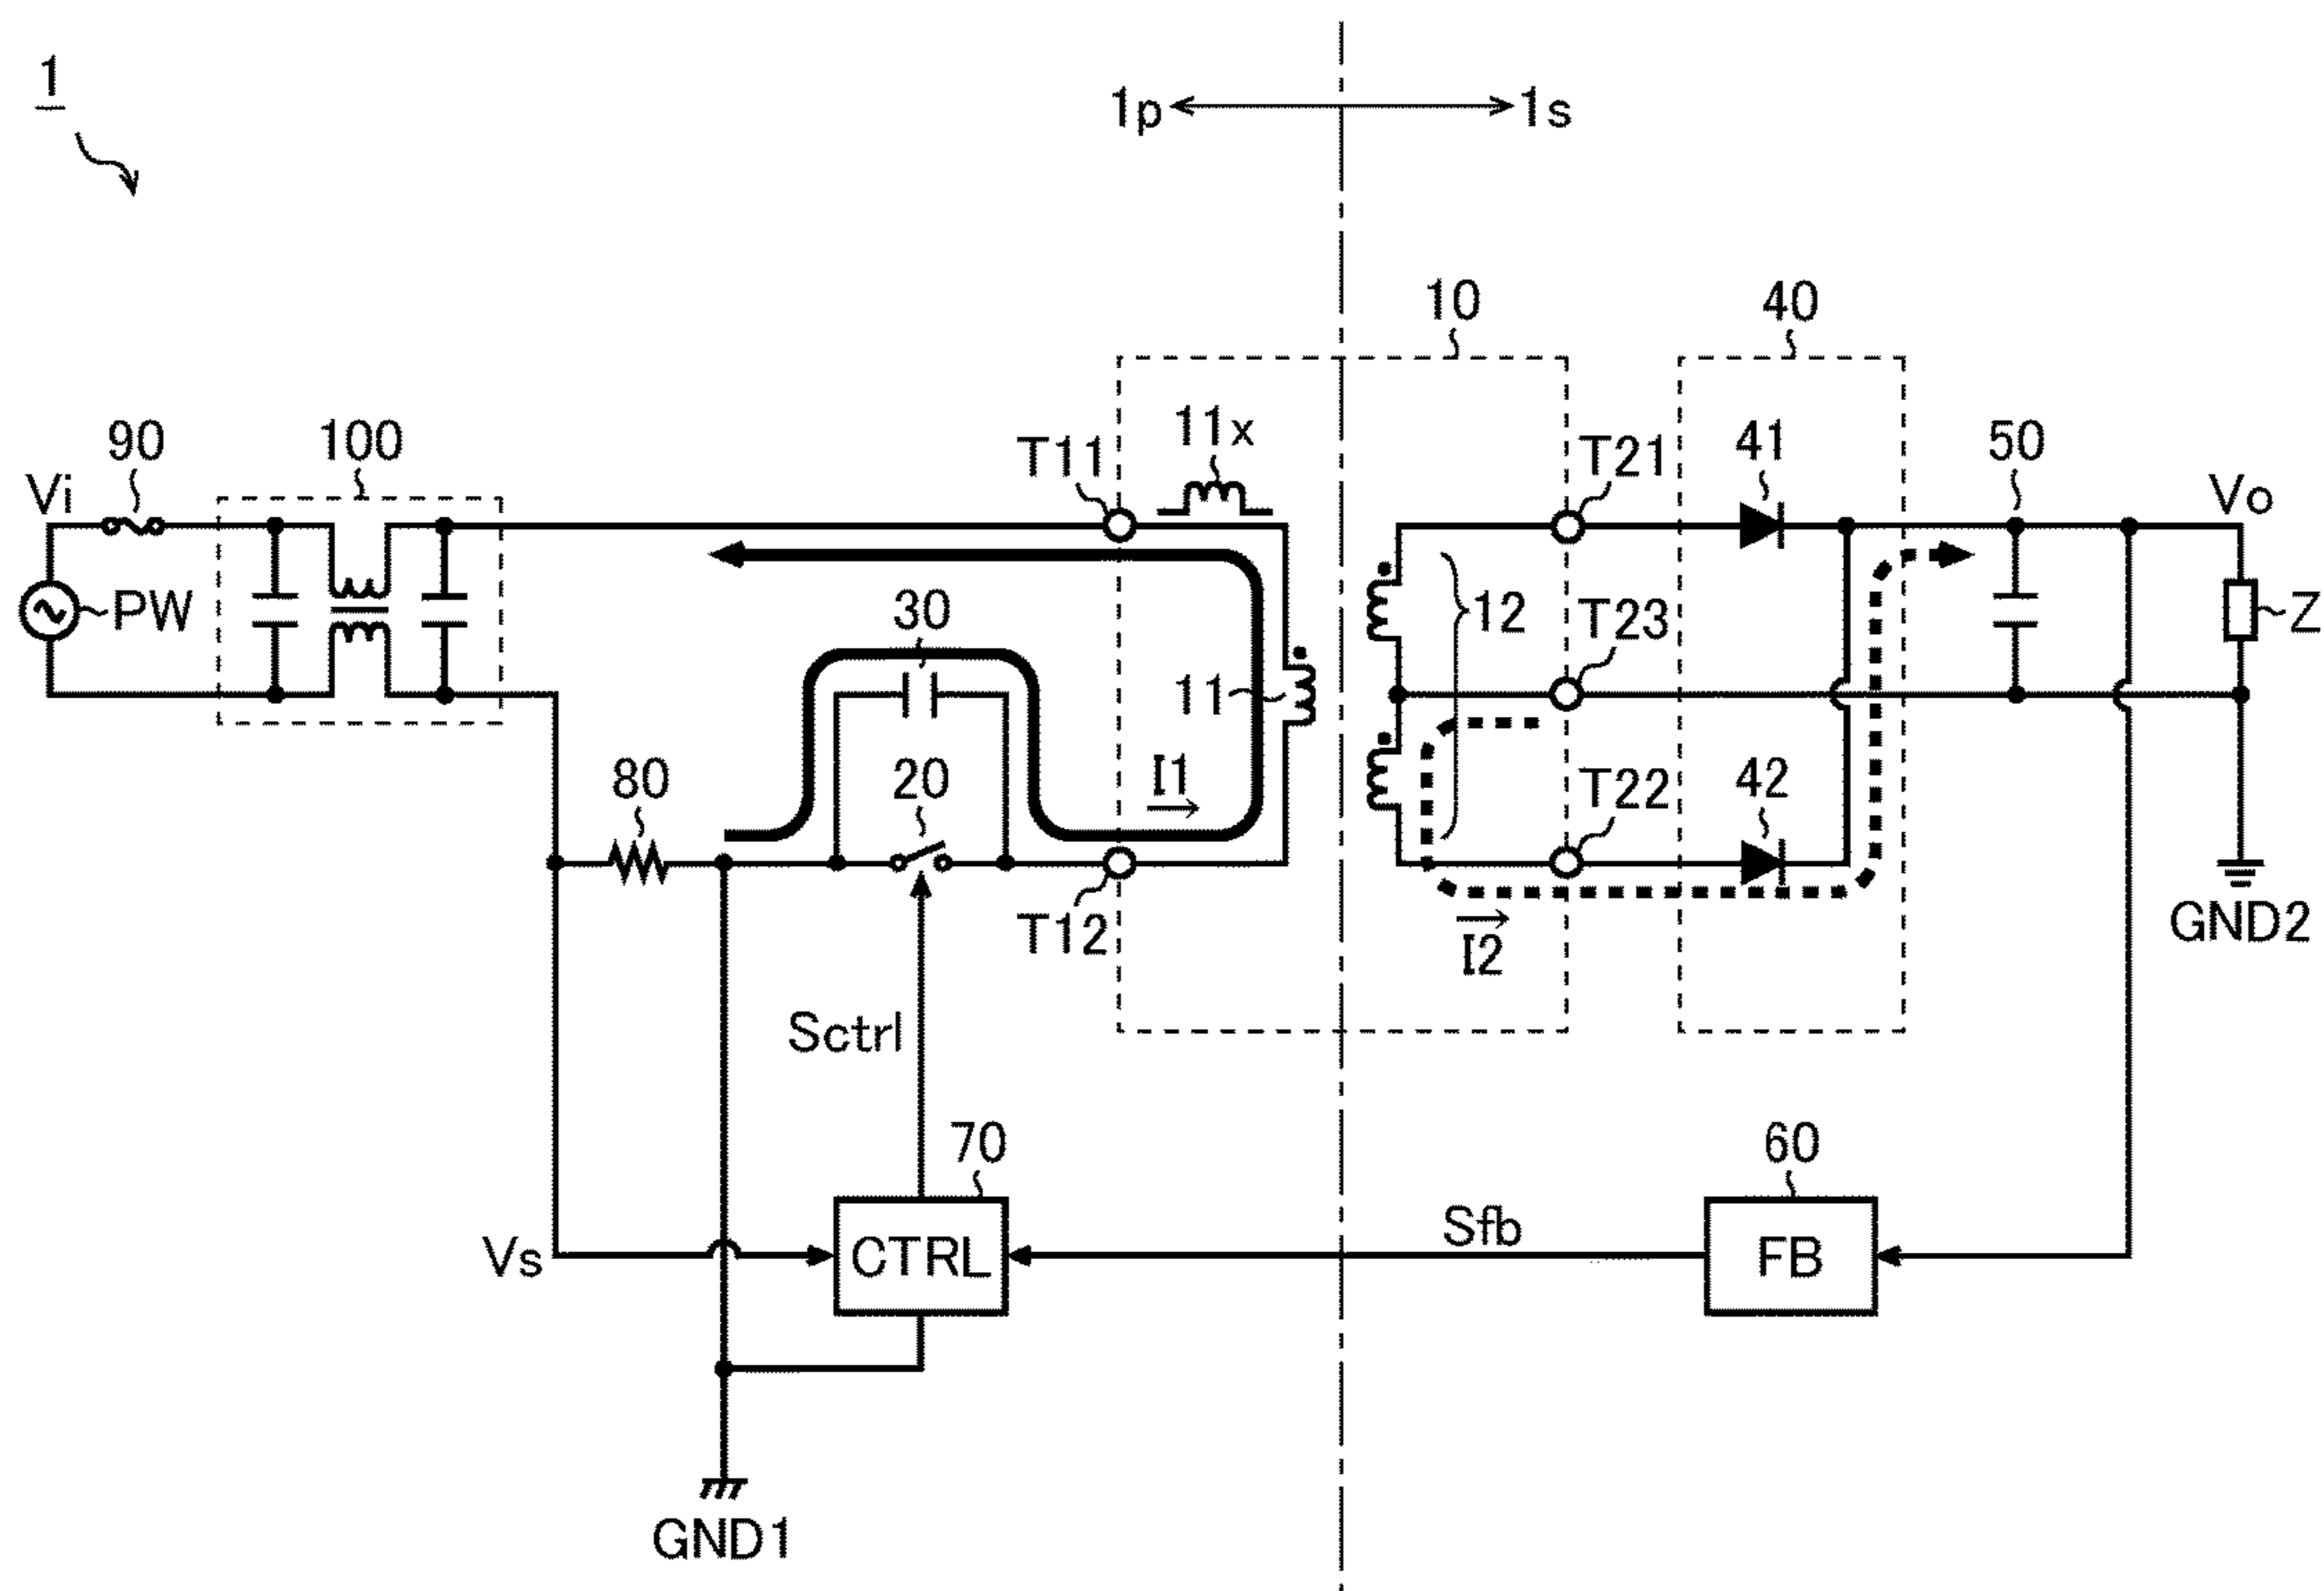 1
1p
1s
10
40
90
100
T11
11x
T21
41
50
Vi
Vo
PW
30
12
T23
Z
11
80
20
I1
T22
42
T12
I2
GND2
Sctrl
70
60
Sfb
Vs
CTRL
FB
GND1